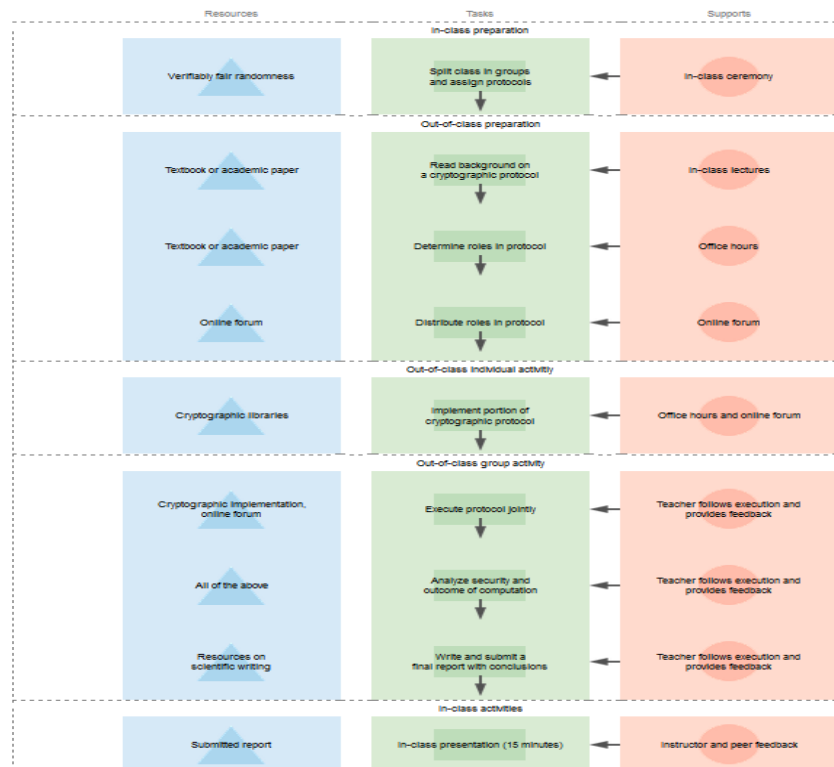 Resources Tasks Supports
In-class preparation
Verifiably fair randomness
Split class in groups
and assign protocols
In-class ceremony
Out-of-class preparation
Textbook or academic paper
Read background on
a cryptographic protocol
In-class lectures
Textbook or academic paper
Determine roles in protocol
Office hours
Online forum
Distribute roles in protocol
Online forum
Out-of-class individual activitiy
Cryptographic libraries
Implement portion of
cryptographic protocol
Office hours and online forum
Out-of-class group activity
Cryptographic implementation,
online forum
Execute protocol jointly
Teacher follows execution and
provides feedback
All of the above
Analyze security and
outcome of computation
Teacher follows execution and
provides feedback
Resources on
scientific writing
Write and submit a
final report with conclusions
Teacher follows execution and
provides feedback
In-class activities
Submitted report
In-class presentation (15 minutes)
Instructor and peer feedback